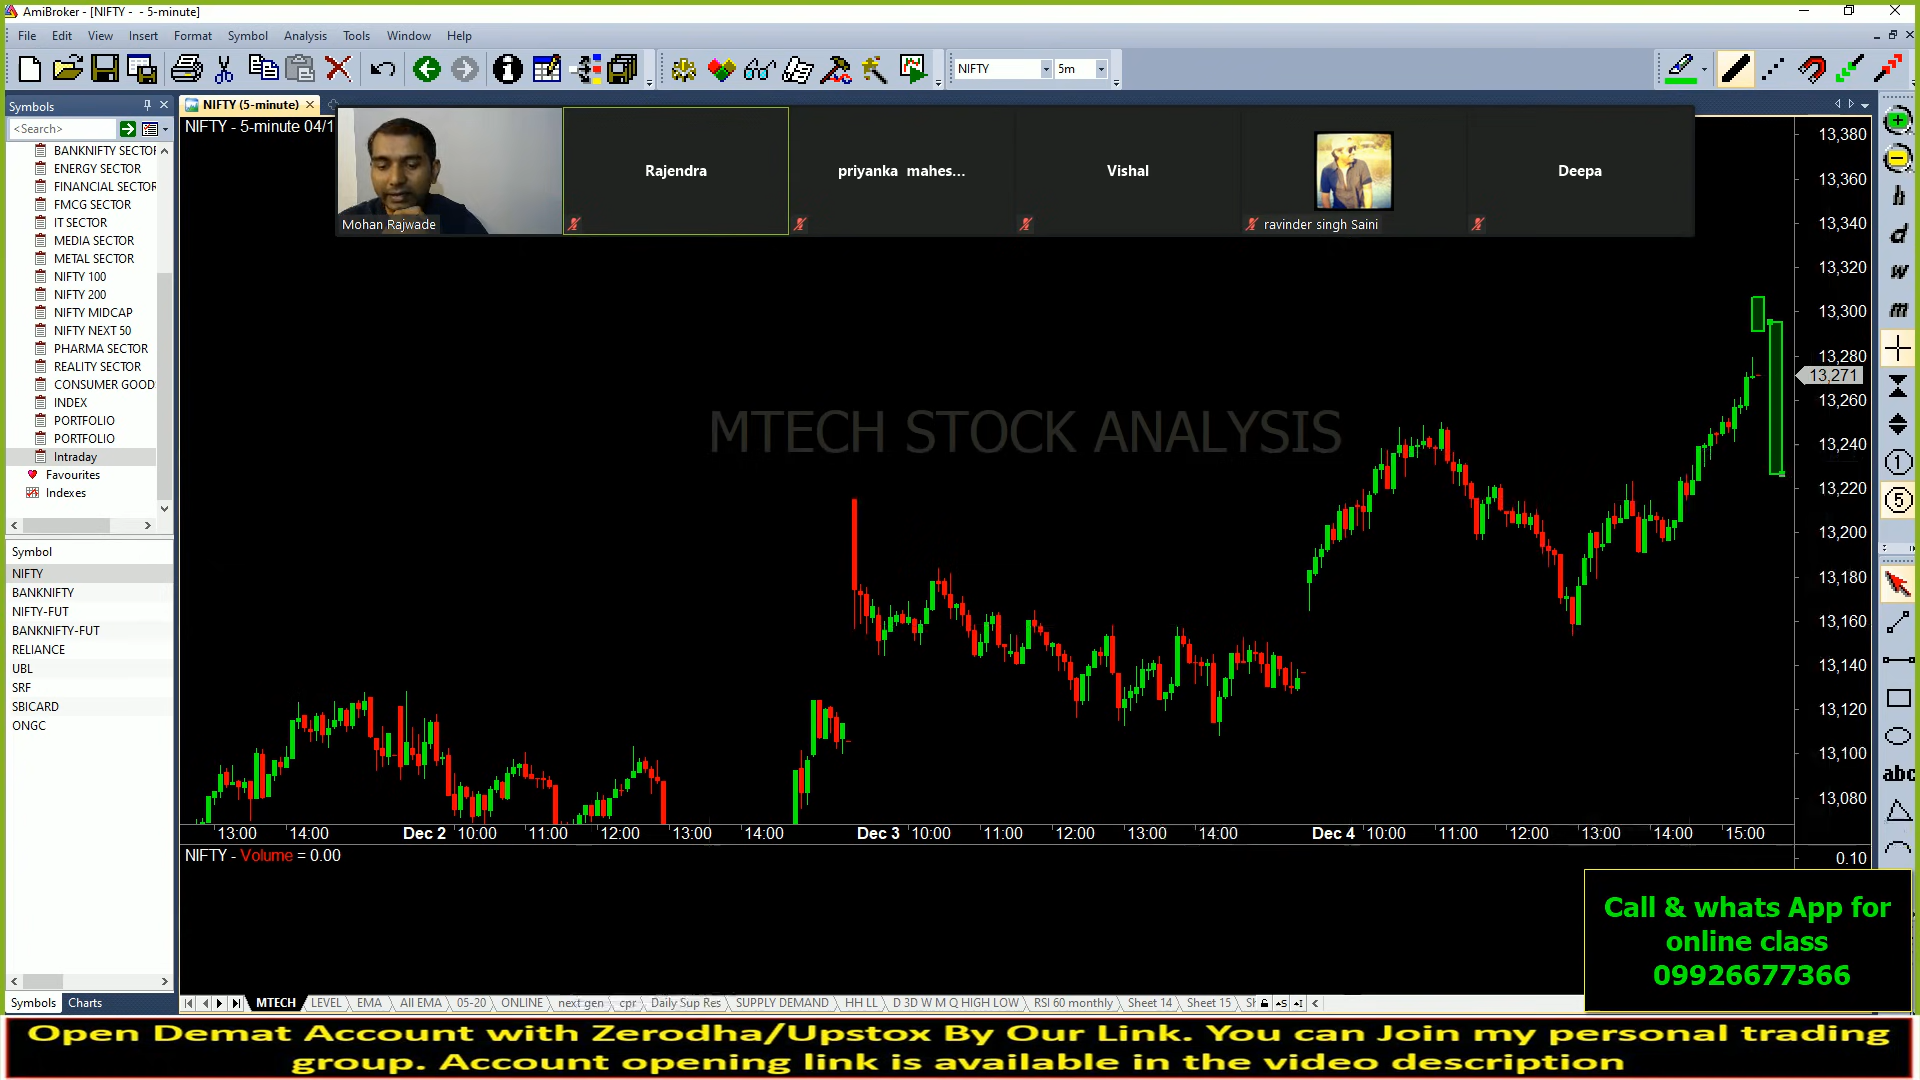 AmiBroker - [NIFTY - - 5-minute]
File Edit View Insert Format Symbol Analysis Tools Window Help
NIFTY 5m
Symbols
NIFTY (5-minute)
<Search>
NIFTY - 5-minute 04/1
BANKNIFTY SECTOF
ENERGY SECTOR
FINANCIAL SECTOR
FMCG SECTOR
IT SECTOR
MEDIA SECTOR
METAL SECTOR
NIFTY 100
NIFTY 200
NIFTY MIDCAP
NIFTY NEXT 50
PHARMA SECTOR
REALITY SECTOR
CONSUMER GOOD
INDEX
PORTFOLIO
PORTFOLIO
Intraday
Favourites
Indexes
Symbol
NIFTY
BANKNIFTY
NIFTY-FUT
BANKNIFTY-FUT
RELIANCE
UBL
SRF
SBICARD
ONGC
Symbols Charts
Mohan Rajwade
Rajendra
priyanka mahes...
Vishal
ravinder singh Saini
Deepa
MTECH STOCK ANALYSIS
13,380
13,360
13,340
13,320
13,300
13,280
13,271
13,260
13,240
13,220
13,200
13,180
13,160
13,140
13,120
13,100
13,080
13:00 14:00 Dec 2 10:00 11:00 12:00 13:00 14:00 Dec 3 10:00 11:00 12:00 13:00 14:00 Dec 4 10:00 11:00 12:00 13:00 14:00 15:00
NIFTY - Volume = 0.00
0.10
h
d
w
m
1
5
abc
MTECH LEVEL EMA All EMA 05-20 ONLINE next gen cpr Daily Sup Res SUPPLY DEMAND HH LL D 3D W M Q HIGH LOW RSI 60 monthly Sheet 14 Sheet 15
Call & whats App for
online class
09926677366
Open Demat Account with Zerodha/Upstox By Our Link. You can Join my personal trading
group. Account opening link is available in the video description